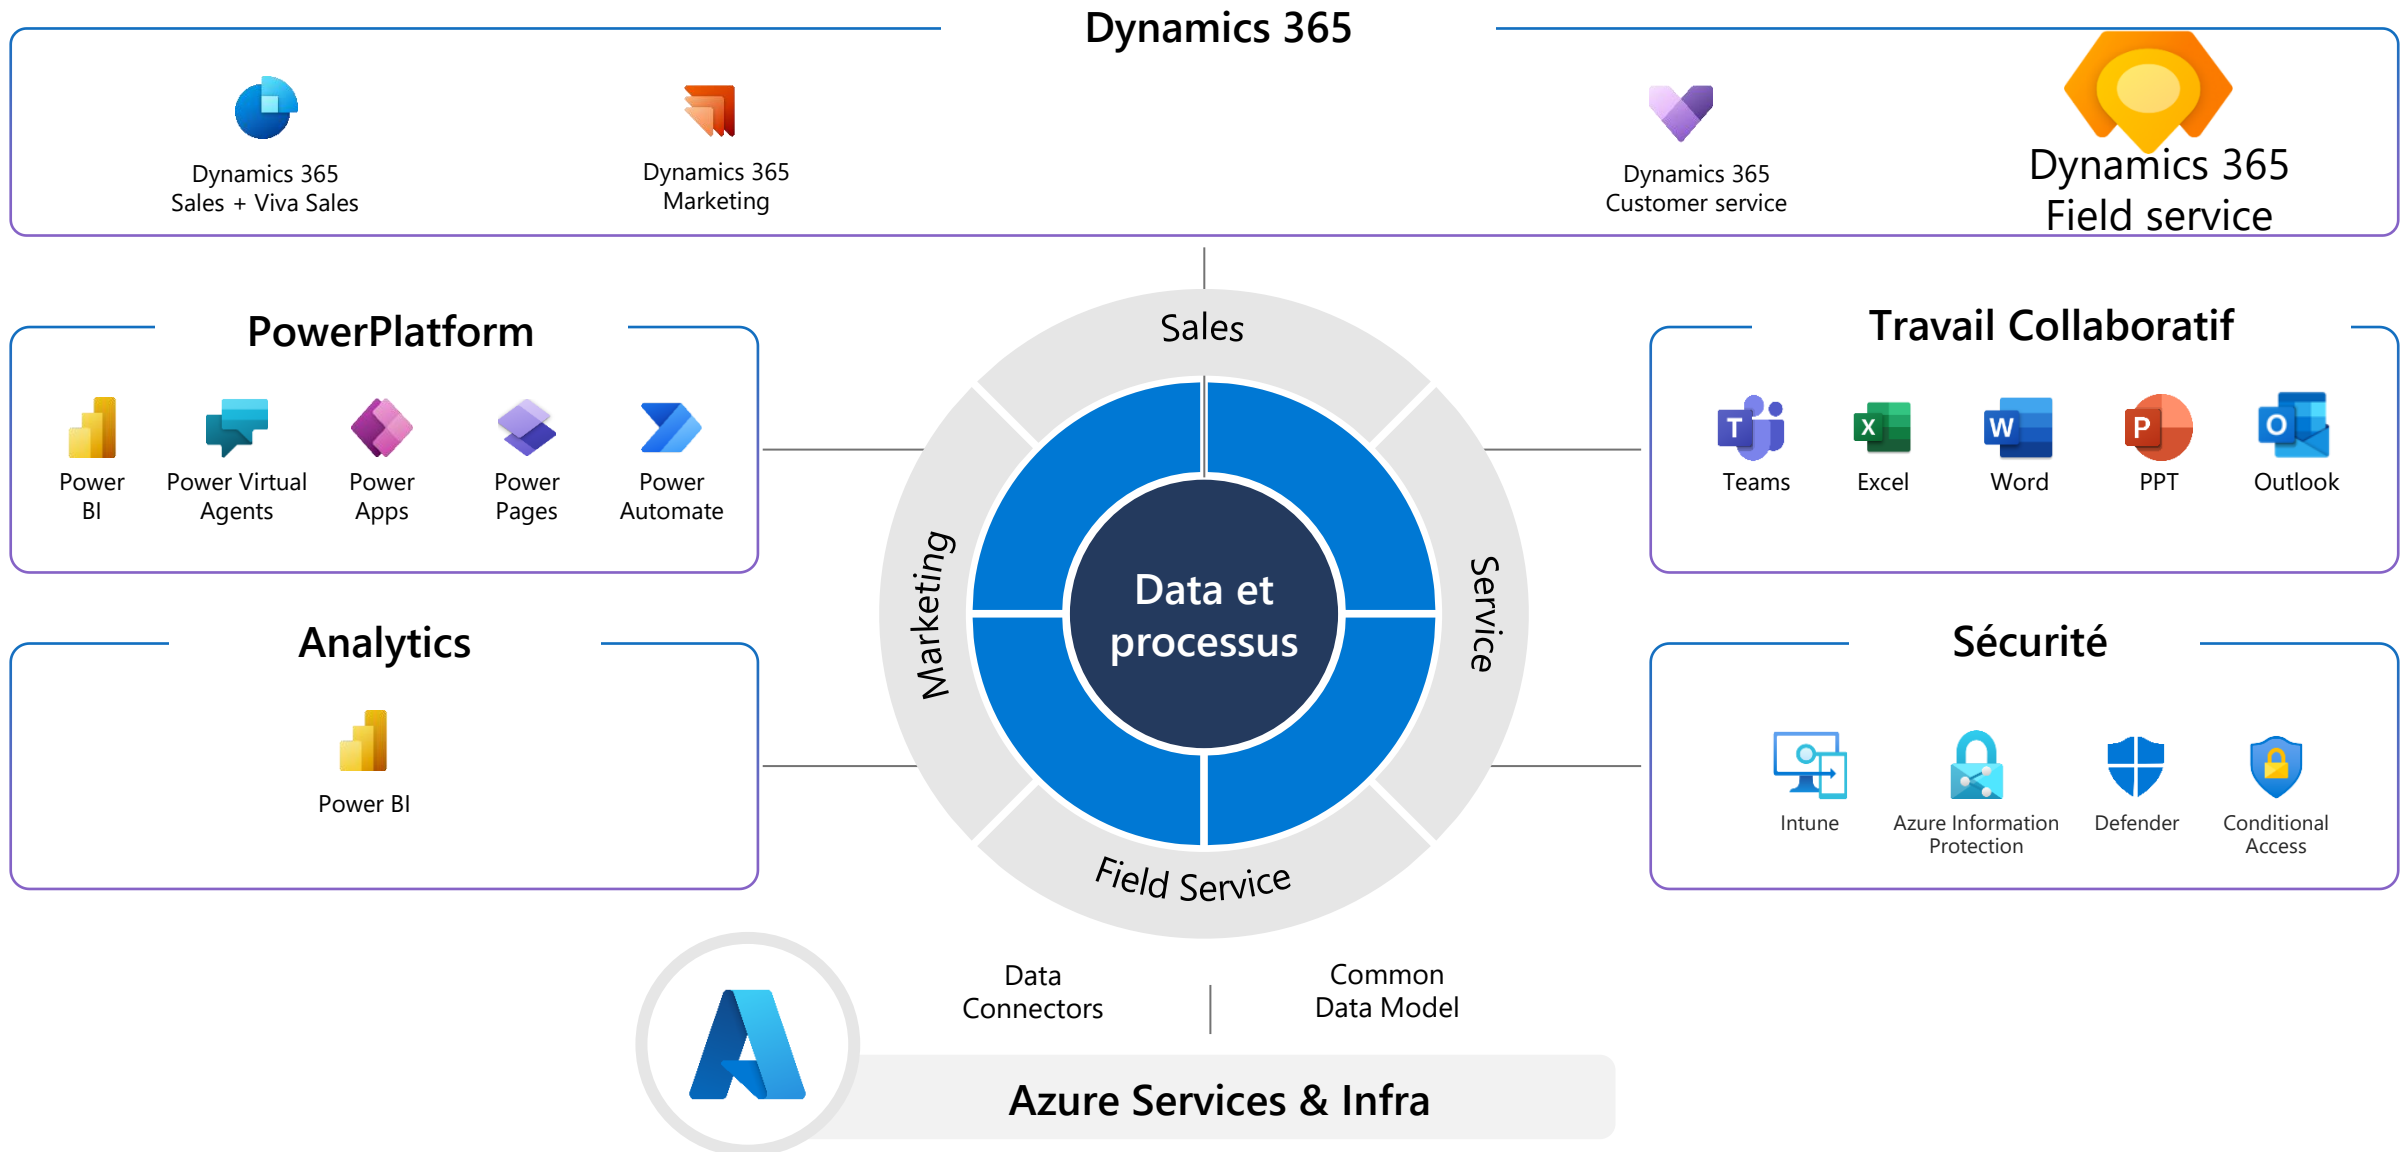 Dynamics 365
Dynamics 365
Sales + Viva Sales
Dynamics 365
Marketing
Dynamics 365
Customer service
Dynamics 365
Field service
PowerPlatform
Power
BI
Power Virtual
Agents
Power
Apps
Power
Pages
Power
Automate
Travail Collaboratif
T
Teams
X
Excel
W
Word
P
PPT
O
Outlook
Sales
Marketing
Service
Field Service
Data et
processus
Analytics
Power BI
Sécurité
Intune
Azure Information
Protection
Defender
Conditional
Access
Data
Connectors
Common
Data Model
Azure Services & Infra